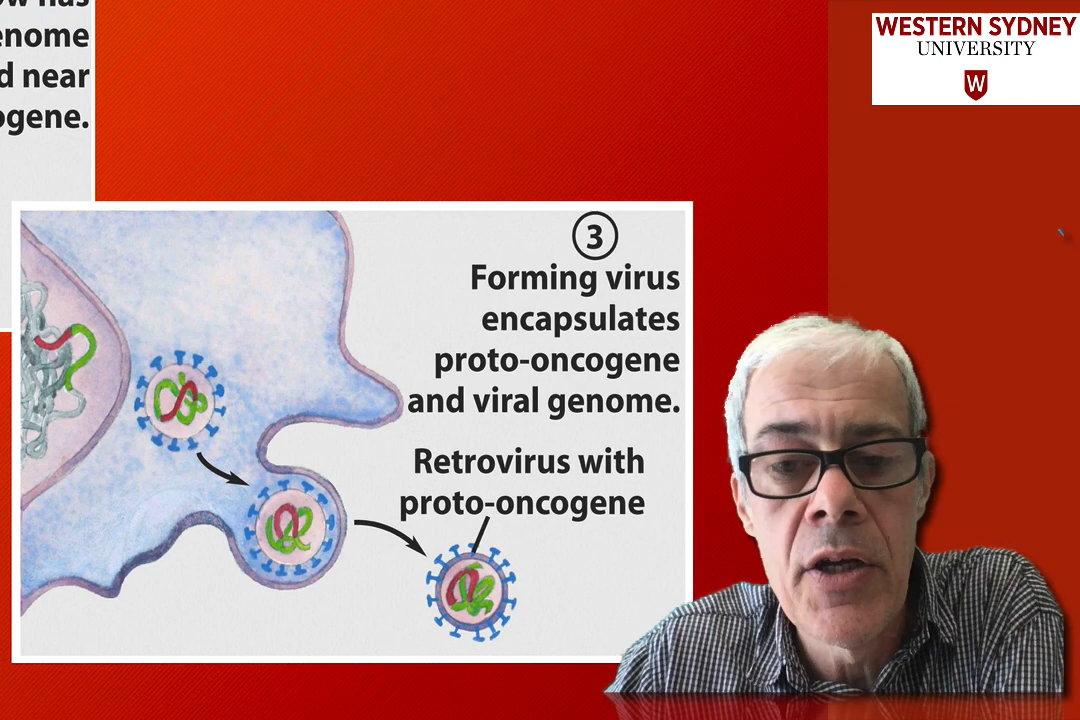 enome
d near
ogene.
WESTERN SYDNEY
UNIVERSITY
W
3
Forming virus
encapsulates
proto-oncogene
and viral genome.
Retrovirus with
proto-oncogene